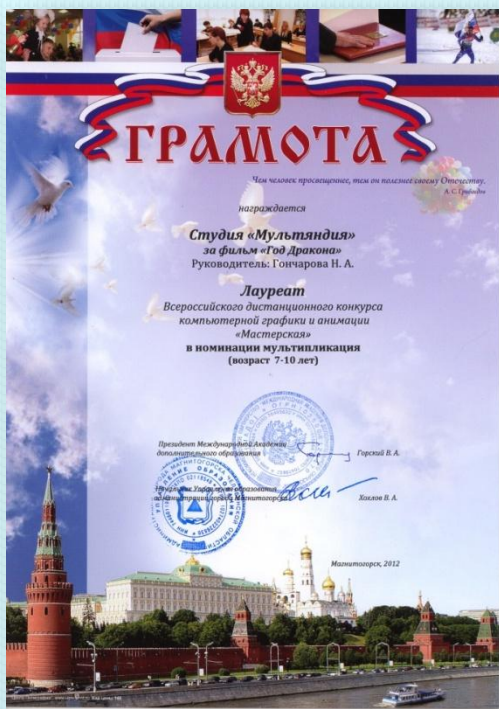 ГРАМОТА
Чем человек просвещеннее, тем он полезнее своему Отечеству.
А. С. Грибоедов
награждается
Студия «Мультяндия»
за фильм «Год Дракона»
Руководитель: Гончарова Н. А.
Лауреат
Всероссийского дистанционного конкурса
компьютерной графики и анимации
«Мастерская»
в номинации мультипликация
(возраст 7-10 лет)
Президент Международной Академии
дополнительного образования Горский В. А.
Начальник Управления образования
администрации города Магнитогорска Хохлов В. А.
Магнитогорск, 2012